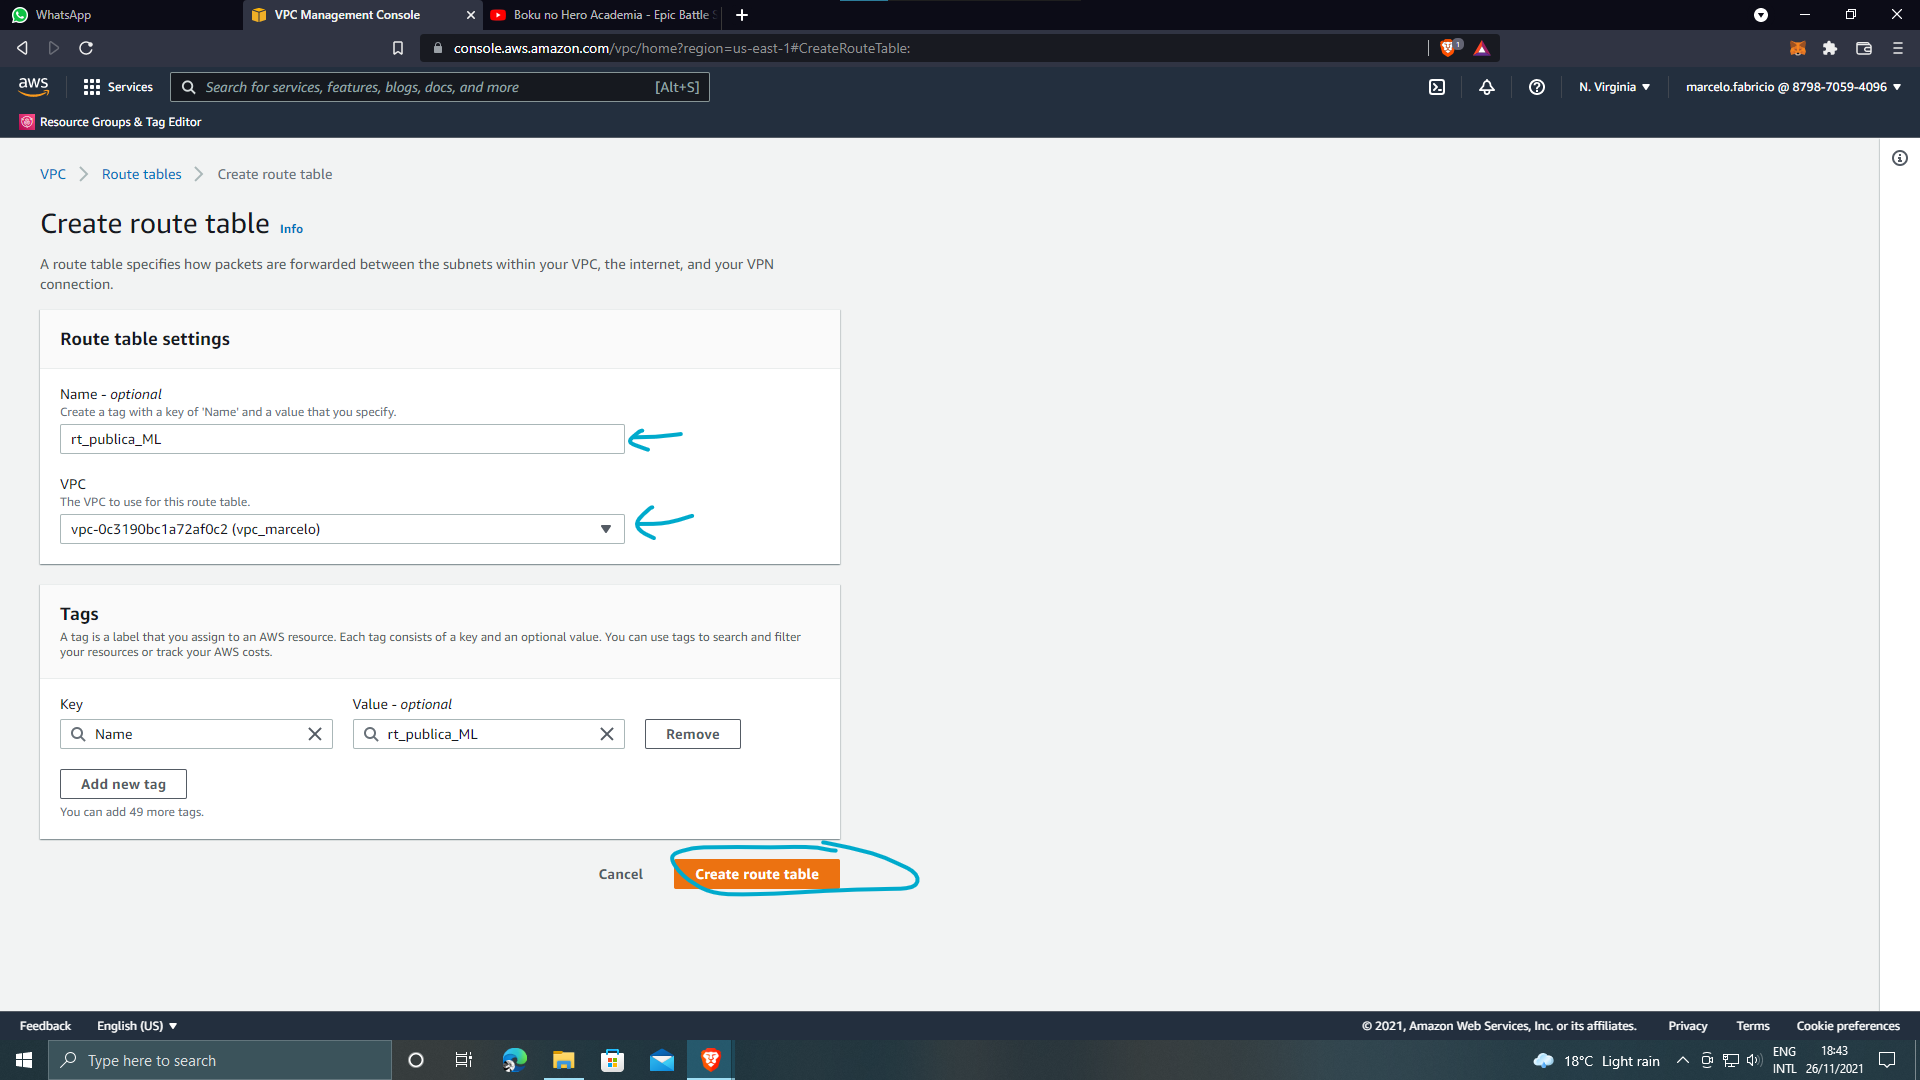 WhatsApp
VPC Management Console
Boku no Hero Academia - Epic Battle
console.aws.amazon.com/vpc/home?region=us-east-1#CreateRouteTable:
1
aws
Services
Search for services, features, blogs, docs, and more
[Alt+S]
N. Virginia
marcelo.fabricio @ 8798-7059-4096
Resource Groups & Tag Editor
VPC
Route tables
Create route table
Create route table Info
A route table specifies how packets are forwarded between the subnets within your VPC, the internet, and your VPN
connection.
Route table settings
Name - optional
Create a tag with a key of 'Name' and a value that you specify.
rt_publica_ML
VPC
The VPC to use for this route table.
vpc-0c3190bc1a72af0c2 (vpc_marcelo)
Tags
A tag is a label that you assign to an AWS resource. Each tag consists of a key and an optional value. You can use tags to search and filter
your resources or track your AWS costs.
Key
Value - optional
Name
rt_publica_ML
Remove
Add new tag
You can add 49 more tags.
Cancel
Create route table
Feedback
English (US)
© 2021, Amazon Web Services, Inc. or its affiliates.
Privacy
Terms
Cookie preferences
Type here to search
18°C Light rain
ENG
INTL
18:43
26/11/2021